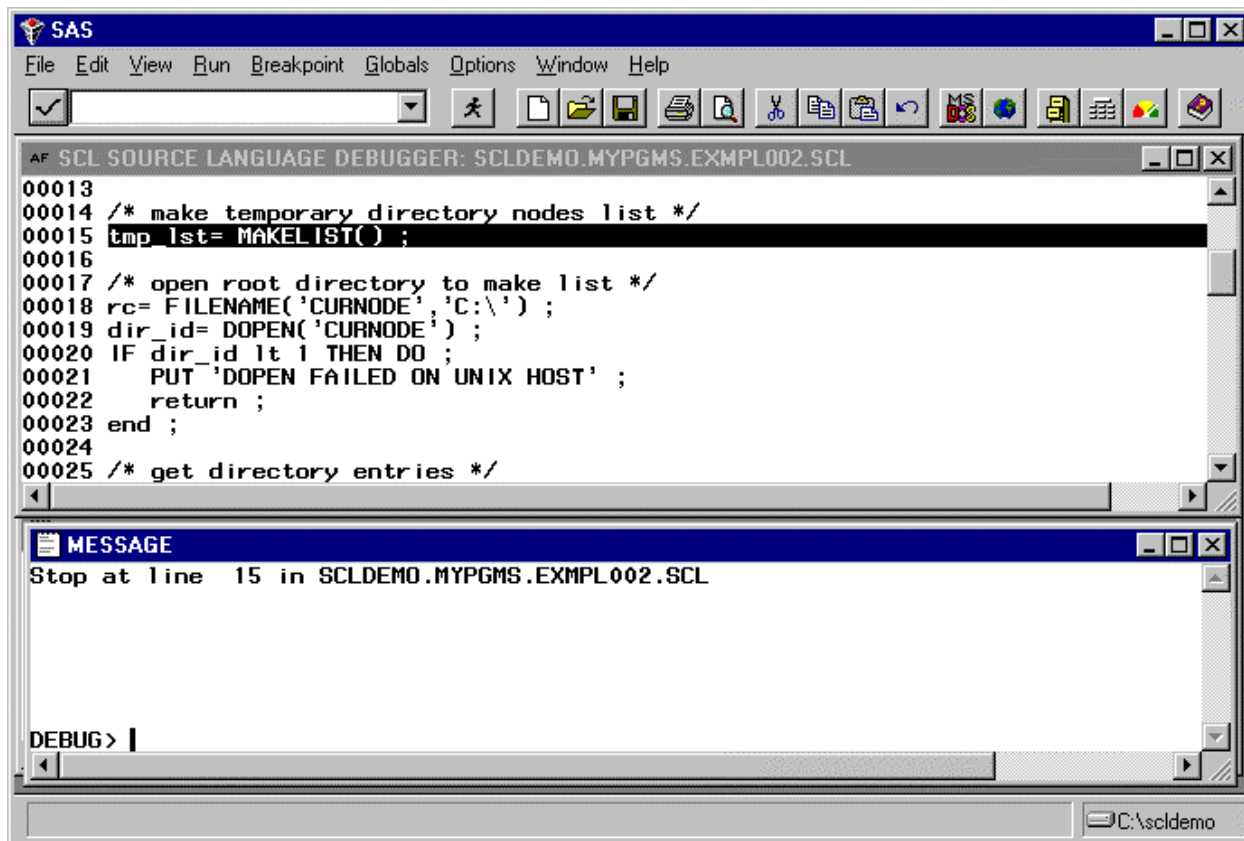 SAS
File Edit View Run Breakpoint Globals Options Window Help
MS DOS
AF SCL SOURCE LANGUAGE DEBUGGER: SCLDEMO.MYPGMS.EXMPL002.SCL
00013
00014 /* make temporary directory nodes list */
00015 tmp_lst= MAKELIST() ;
00016
00017 /* open root directory to make list */
00018 rc= FILENAME('CURNODE','C:\') ;
00019 dir_id= DOPEN('CURNODE') ;
00020 IF dir_id lt 1 THEN DO ;
00021    PUT 'DOPEN FAILED ON UNIX HOST' ;
00022    return ;
00023 end ;
00024
00025 /* get directory entries */
MESSAGE
Stop at line  15 in SCLDEMO.MYPGMS.EXMPL002.SCL
DEBUG>
C:\scldemo